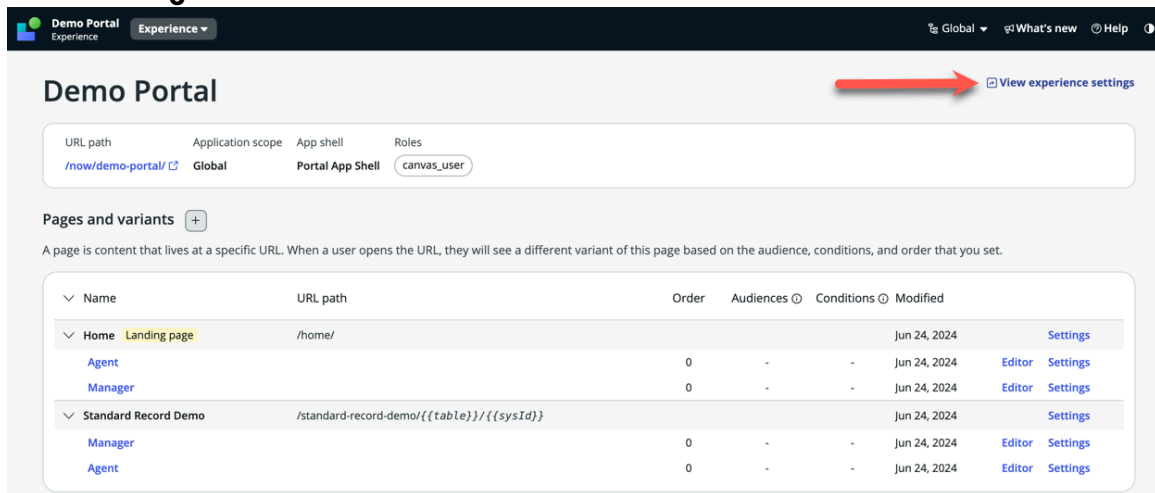 Demo Portal
Experience
Experience
Global
What's new
Help
Demo Portal
View experience settings
URL path Application scope App shell Roles
/now/demo-portal/ Global Portal App Shell canvas_user
Pages and variants +
A page is content that lives at a specific URL. When a user opens the URL, they will see a different variant of this page based on the audience, conditions, and order that you set.
Name URL path Order Audiences Conditions Modified
Home Landing page /home/ Jun 24, 2024 Settings
Agent 0 - - Jun 24, 2024 Editor Settings
Manager 0 - - Jun 24, 2024 Editor Settings
Standard Record Demo /standard-record-demo/{{table}}/{{sysId}} Jun 24, 2024 Settings
Manager 0 - - Jun 24, 2024 Editor Settings
Agent 0 - - Jun 24, 2024 Editor Settings